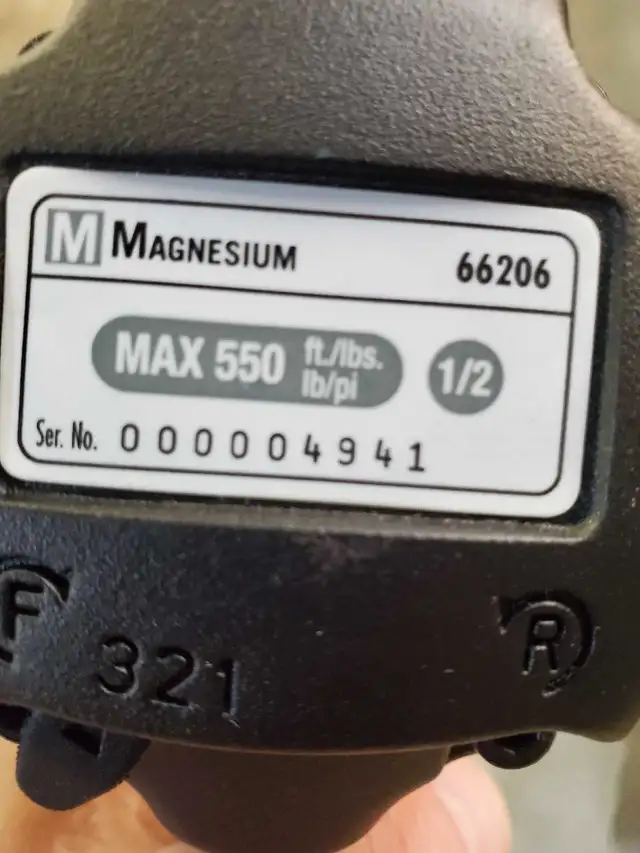 M MAGNESIUM 66206
MAX 550 ft./lbs. 1/2
lb/pi
Ser. No. 000004941
F 321 R